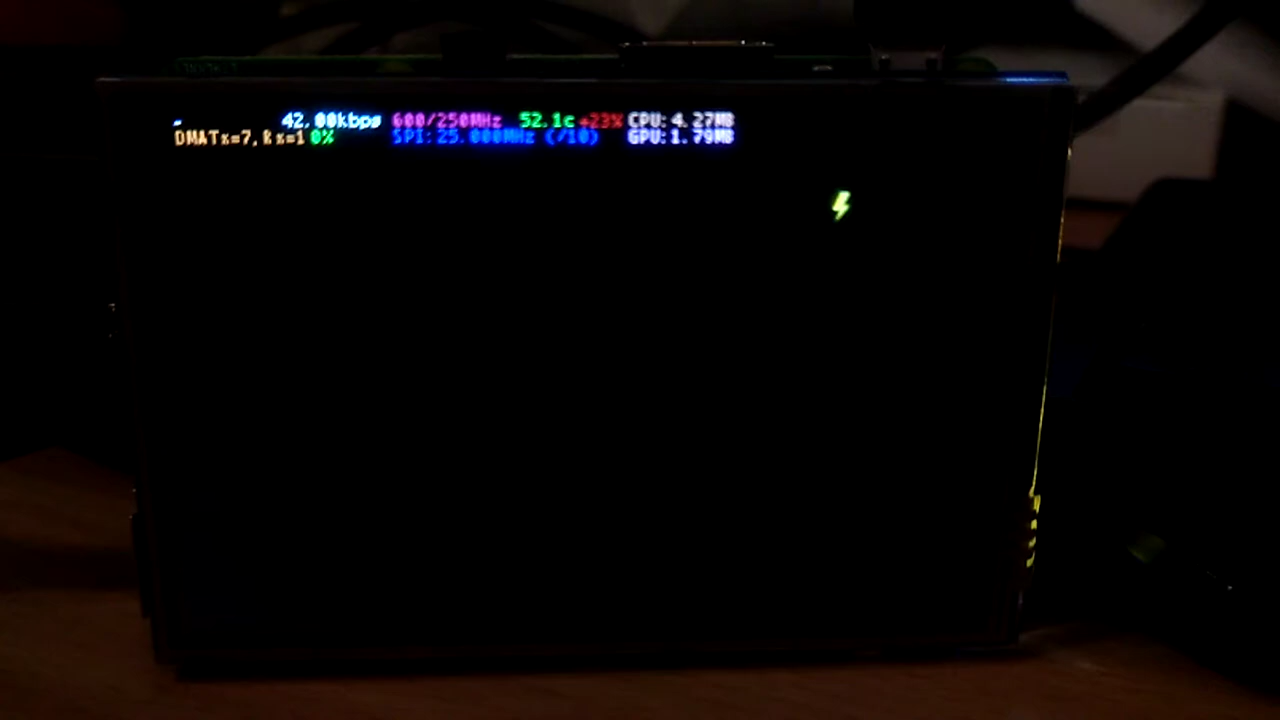 42,00kbps 600/250MHz 52.1c +23% CPU: 4.27MB
DMATx=7,Rx=1 0% SPI: 25.000MHz (/10) GPU: 1.79MB